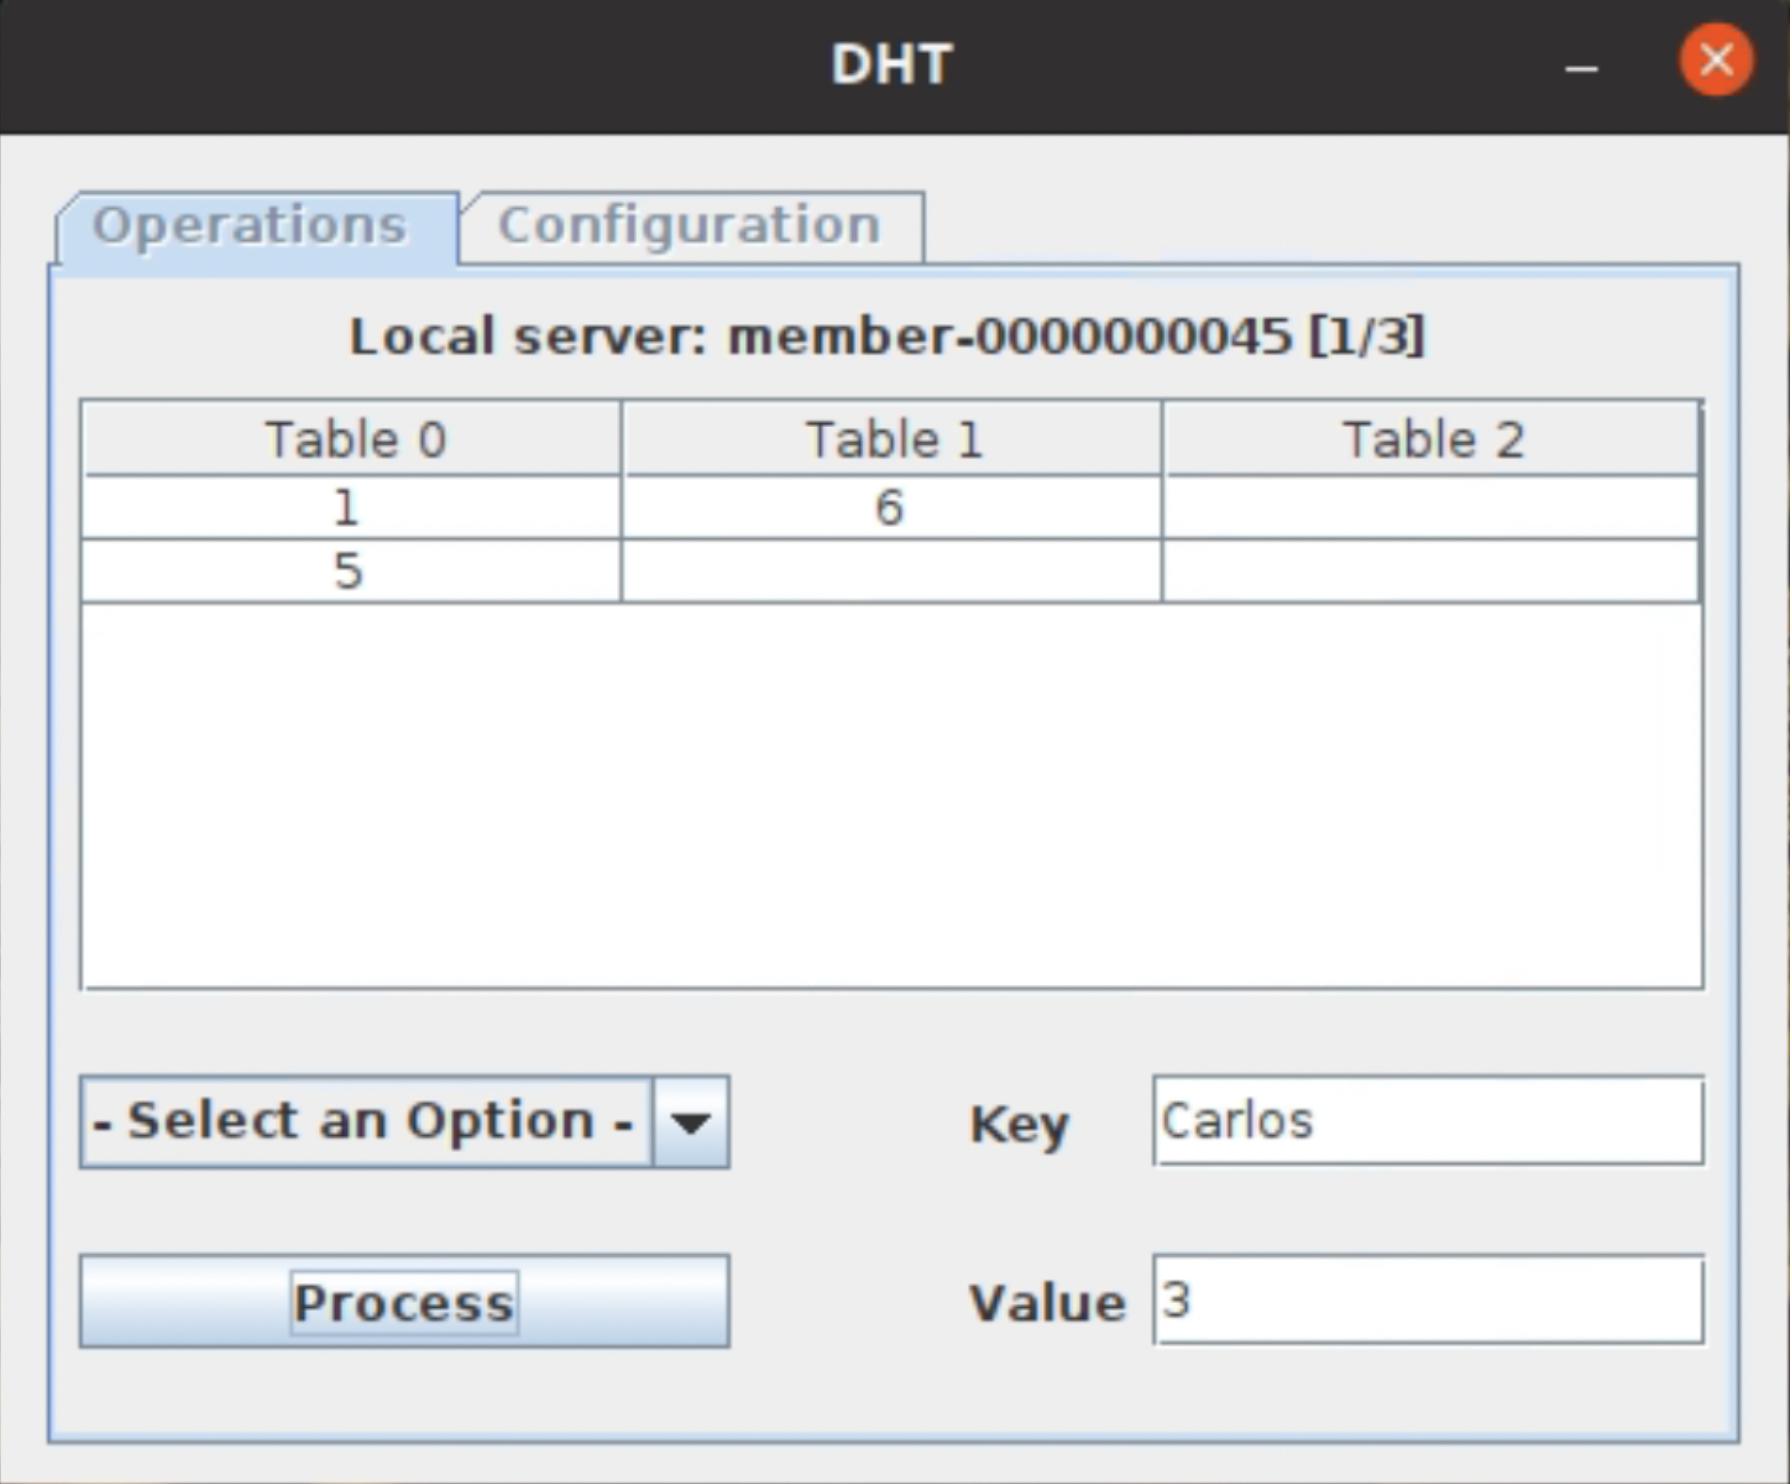 DHT
Operations Configuration
Local server: member-0000000045 [1/3]
Table 0 Table 1 Table 2
1 6
5
- Select an Option - Key Carlos
Process Value 3